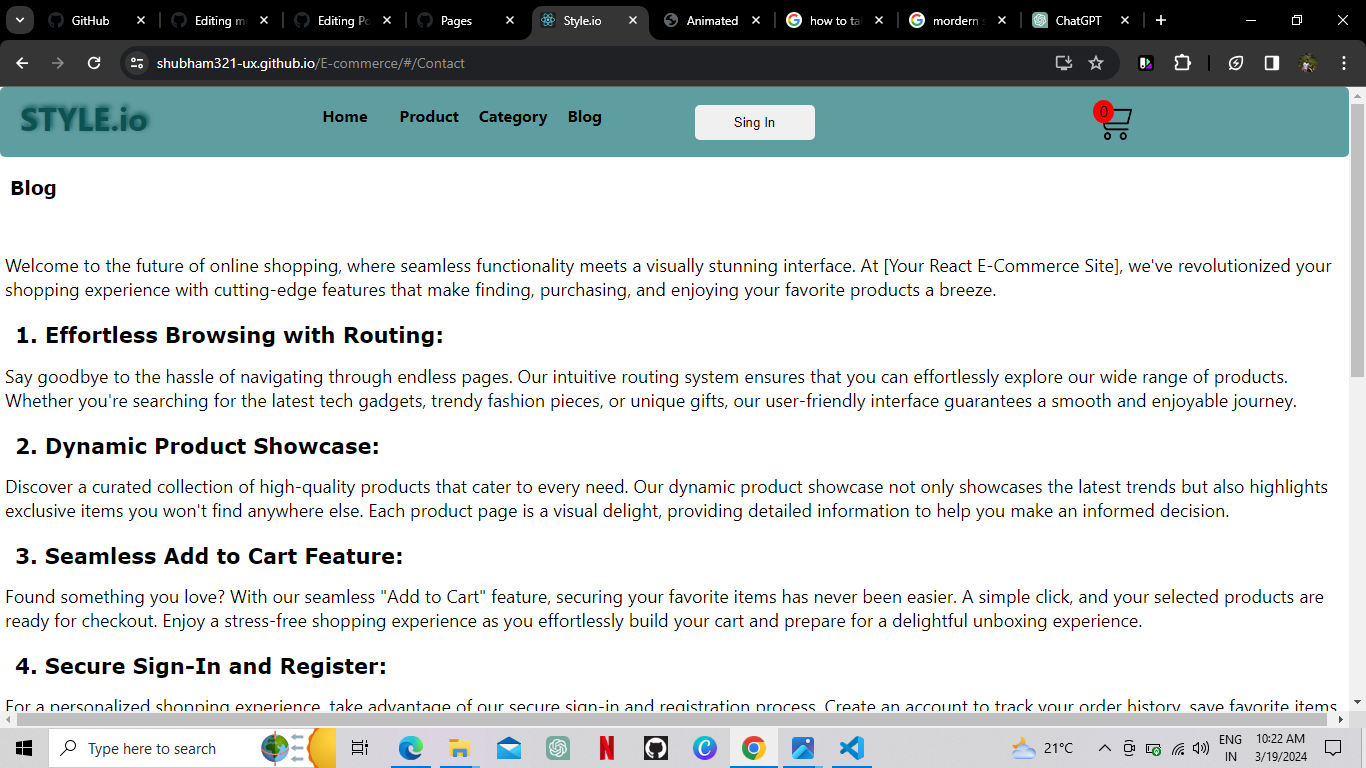 GitHub
Editing m
Editing Po
Pages
Style.io
Animated
how to ta
mordern s
ChatGPT
shubham321-ux.github.io/E-commerce/#/Contact
STYLE.io
Home Product Category Blog
Sing In
0
Blog
Welcome to the future of online shopping, where seamless functionality meets a visually stunning interface. At [Your React E-Commerce Site], we've revolutionized your
shopping experience with cutting-edge features that make finding, purchasing, and enjoying your favorite products a breeze.
1. Effortless Browsing with Routing:
Say goodbye to the hassle of navigating through endless pages. Our intuitive routing system ensures that you can effortlessly explore our wide range of products.
Whether you're searching for the latest tech gadgets, trendy fashion pieces, or unique gifts, our user-friendly interface guarantees a smooth and enjoyable journey.
2. Dynamic Product Showcase:
Discover a curated collection of high-quality products that cater to every need. Our dynamic product showcase not only showcases the latest trends but also highlights
exclusive items you won't find anywhere else. Each product page is a visual delight, providing detailed information to help you make an informed decision.
3. Seamless Add to Cart Feature:
Found something you love? With our seamless "Add to Cart" feature, securing your favorite items has never been easier. A simple click, and your selected products are
ready for checkout. Enjoy a stress-free shopping experience as you effortlessly build your cart and prepare for a delightful unboxing experience.
4. Secure Sign-In and Register:
For a personalized shopping experience, take advantage of our secure sign-in and registration process. Create an account to track your order history, save favorite items
Type here to search
21°C
ENG
IN
10:22 AM
3/19/2024